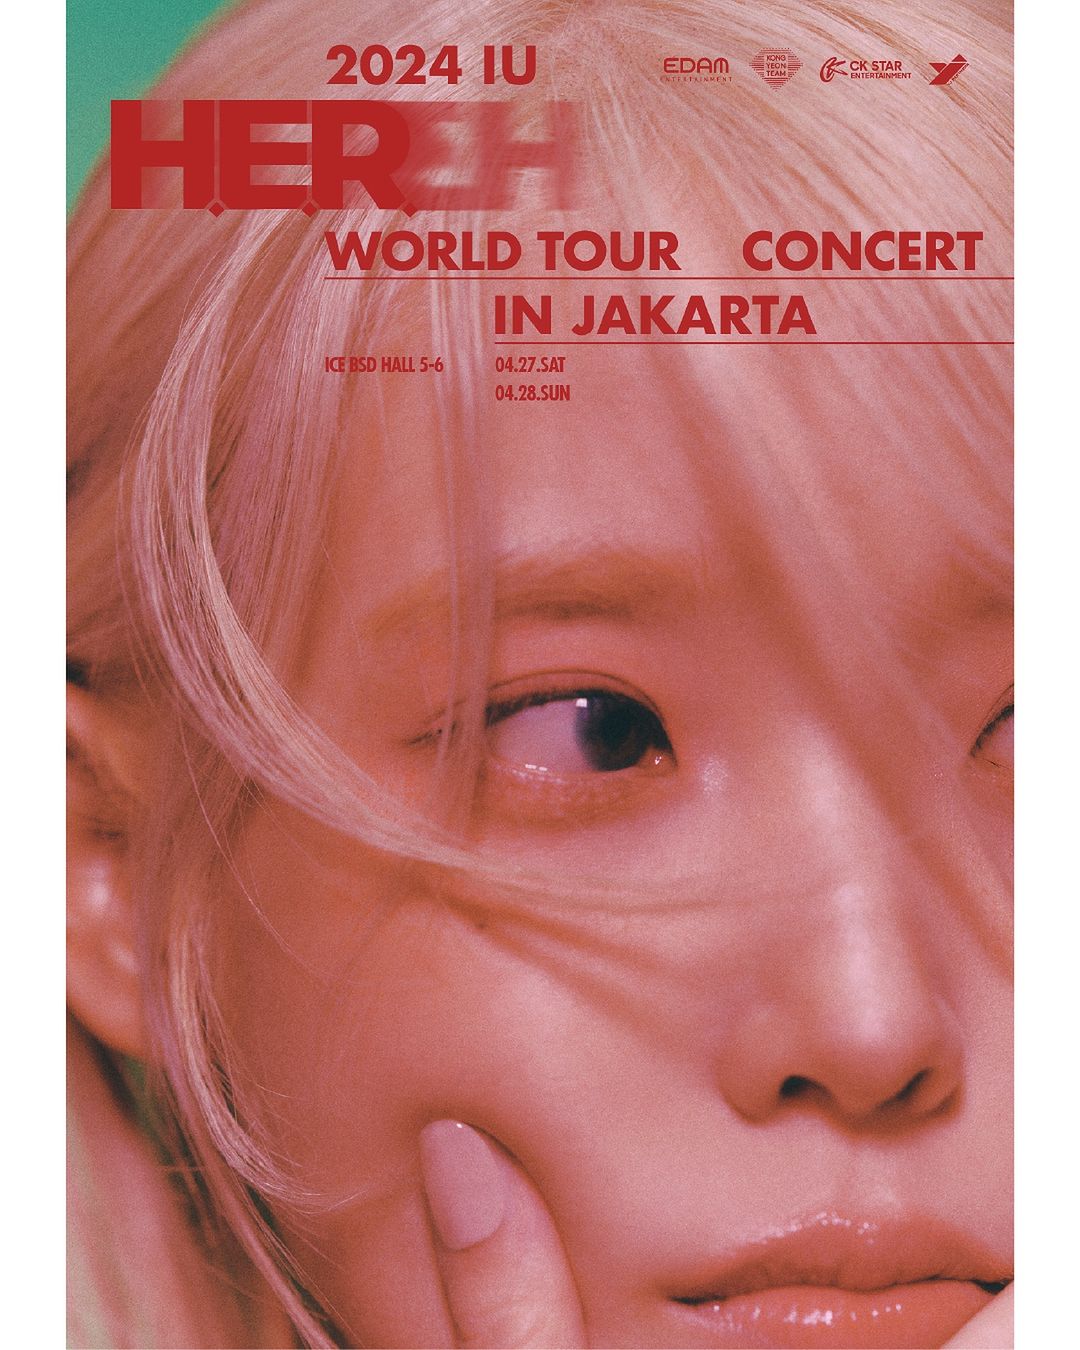 2024 IU
EDAM
ENTERTAINMENT
KONG
YEON
TEAM
CK STAR
ENTERTAINMENT
H.E.R.EH
WORLD TOUR CONCERT
IN JAKARTA
ICE BSD HALL 5-6
04.27.SAT
04.28.SUN